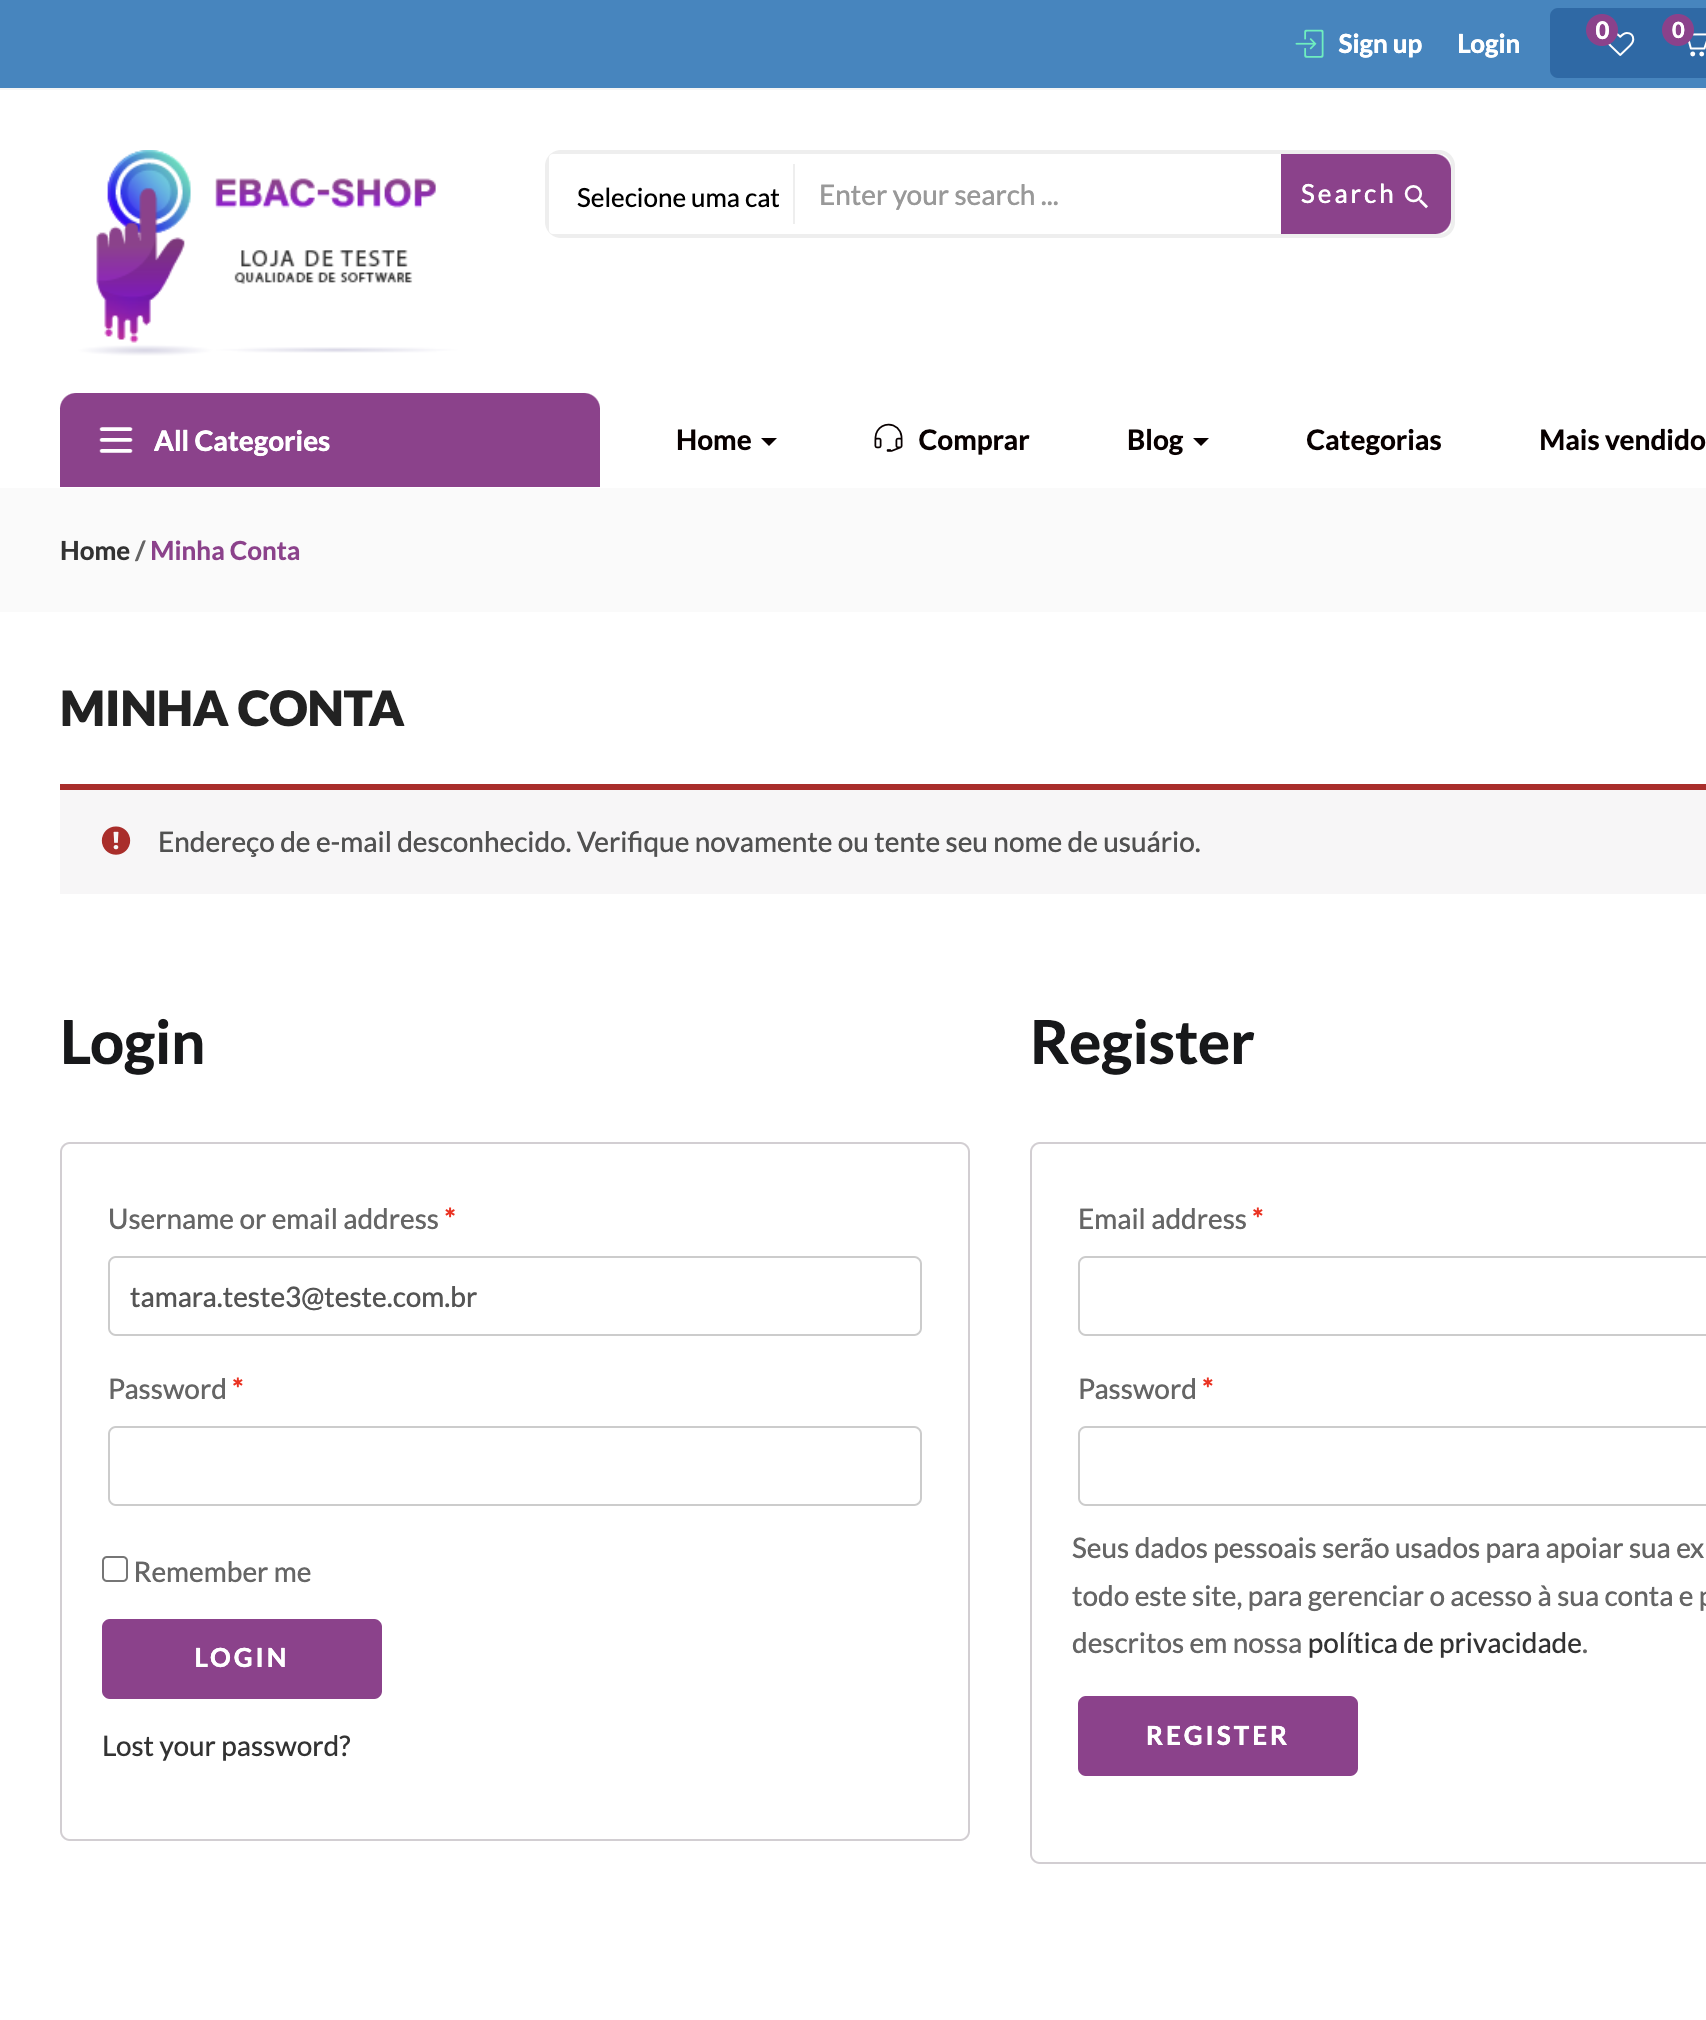 Sign up Login 0 0
EBAC-SHOP
LOJA DE TESTE
QUALIDADE DE SOFTWARE
Selecione uma cat Enter your search ... Search
All Categories Home Comprar Blog Categorias Mais vendido
Home / Minha Conta
MINHA CONTA
Endereço de e-mail desconhecido. Verifique novamente ou tente seu nome de usuário.
Login
Username or email address *
tamara.teste3@teste.com.br
Password *
Remember me
LOGIN
Lost your password?
Register
Email address *
Password *
Seus dados pessoais serão usados para apoiar sua ex
todo este site, para gerenciar o acesso à sua conta e p
descritos em nossa política de privacidade.
REGISTER